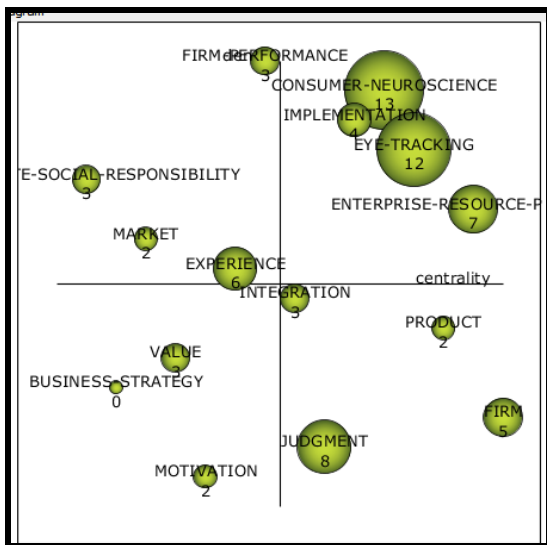 FIRM-PERFORMANCE
3
CONSUMER-NEUROSCIENCE
13
IMPLEMENTATION
4
EYE-TRACKING
12
TE-SOCIAL-RESPONSIBILITY
3
ENTERPRISE-RESOURCE-P
7
MARKET
2
EXPERIENCE
6
centrality
INTEGRATION
3
PRODUCT
2
VALUE
3
BUSINESS-STRATEGY
0
FIRM
5
JUDGMENT
8
MOTIVATION
2